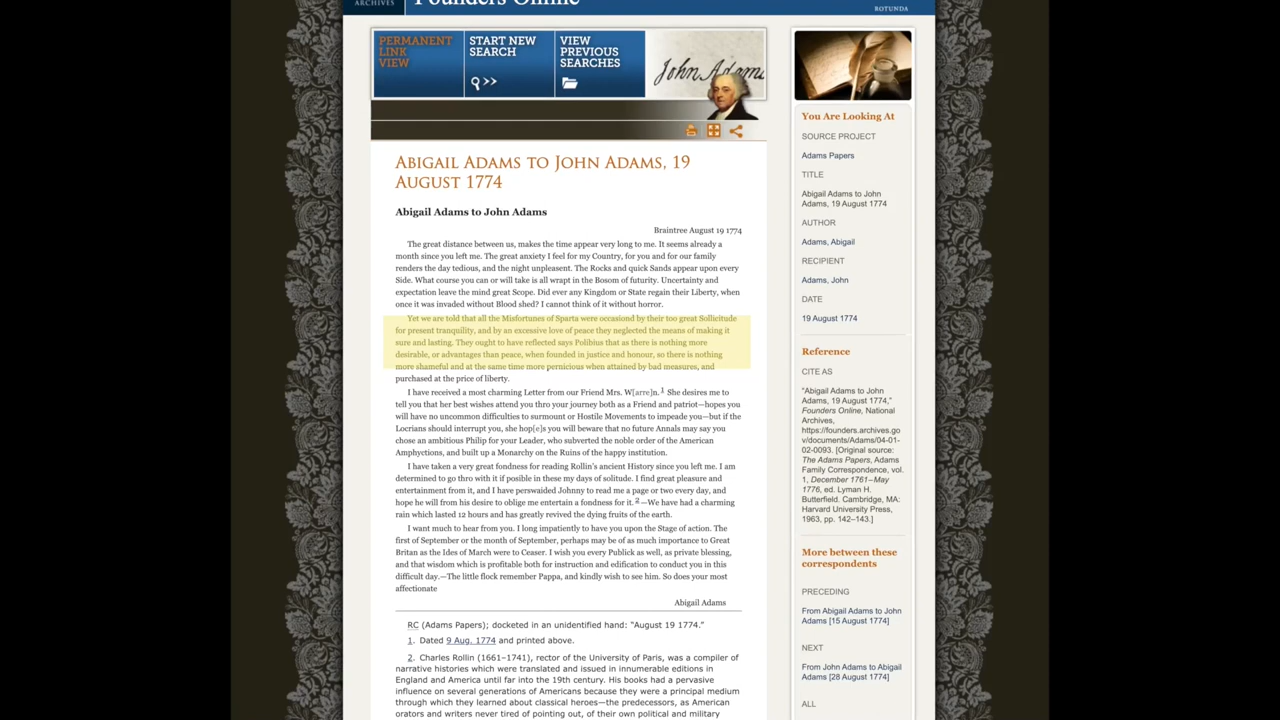 ARCHIVES
Founders Online
ROTUNDA
PERMANENT
LINK
VIEW
START NEW
SEARCH
VIEW
PREVIOUS
SEARCHES
John Adams
ABIGAIL ADAMS TO JOHN ADAMS, 19
AUGUST 1774
Abigail Adams to John Adams
Braintree August 19 1774
The great distance between us, makes the time appear very long to me. It seems already a
month since you left me. The great anxiety I feel for my Country, for you and for our family
renders the day tedious, and the night unpleasent. The Rocks and quick Sands appear upon every
Side. What course you can or will take is all wrapt in the Bosom of futurity. Uncertainty and
expectation leave the mind great Scope. Did ever any Kingdom or State regain their Liberty, when
once it was invaded without Blood shed? I cannot think of it without horror.
Yet we are told that all the Misfortunes of Sparta were occasiond by their too great Sollicitude
for present tranquility, and by an excessive love of peace they neglected the means of making it
sure and lasting. They ought to have reflected says Polibius that as there is nothing more
desirable, or advantages than peace, when founded in justice and honour, so there is nothing
more shameful and at the same time more pernicious when attained by bad measures, and
purchased at the price of liberty.
I have received a most charming Letter from our Friend Mrs. W[arre]n.1 She desires me to
tell you that her best wishes attend you thro your journey both as a Friend and patriot—hopes you
will have no uncommon difficulties to surmount or Hostile Movements to impeade you—but if the
Locrians should interrupt you, she hop[e]s you will beware that no future Annals may say you
chose an ambitious Philip for your Leader, who subverted the noble order of the American
Amphyctions, and built up a Monarchy on the Ruins of the happy institution.
I have taken a very great fondness for reading Rollin's ancient History since you left me. I am
determined to go thro with it if posible in these my days of solitude. I find great pleasure and
entertainment from it, and I have perswaided Johnny to read me a page or two every day, and
hope he will from his desire to oblige me entertain a fondness for it.2—We have had a charming
rain which lasted 12 hours and has greatly revived the dying fruits of the earth.
I want much to hear from you. I long impatiently to have you upon the Stage of action. The
first of September or the month of September, perhaps may be of as much importance to Great
Britan as the Ides of March were to Ceaser. I wish you every Publick as well, as private blessing,
and that wisdom which is profitable both for instruction and edification to conduct you in this
difficult day.—The little flock remember Pappa, and kindly wish to see him. So does your most
affectionate
Abigail Adams
RC (Adams Papers); docketed in an unidentified hand: "August 19 1774."
1. Dated 9 Aug. 1774 and printed above.
2. Charles Rollin (1661–1741), rector of the University of Paris, was a compiler of
narrative histories which were translated and issued in innumerable editions in
England and America until far into the 19th century. His books had a pervasive
influence on several generations of Americans because they were a principal medium
through which they learned about classical heroes—the predecessors, as American
orators and writers never tired of pointing out, of their own political and military
You Are Looking At
SOURCE PROJECT
Adams Papers
TITLE
Abigail Adams to John
Adams, 19 August 1774
AUTHOR
Adams, Abigail
RECIPIENT
Adams, John
DATE
19 August 1774
Reference
CITE AS
"Abigail Adams to John
Adams, 19 August 1774,"
Founders Online, National
Archives,
https://founders.archives.go
v/documents/Adams/04-01-
02-0093. [Original source:
The Adams Papers, Adams
Family Correspondence, vol.
1, December 1761–May
1776, ed. Lyman H.
Butterfield. Cambridge, MA:
Harvard University Press,
1963, pp. 142–143.]
More between these
correspondents
PRECEDING
From Abigail Adams to John
Adams [15 August 1774]
NEXT
From John Adams to Abigail
Adams [28 August 1774]
ALL